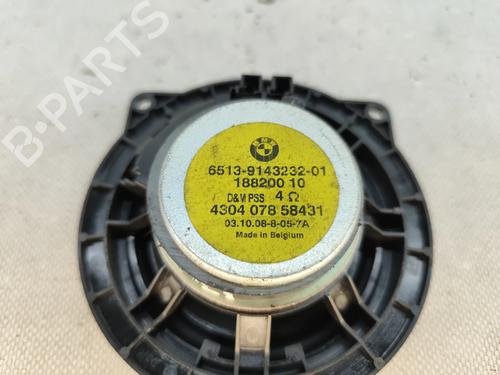 B-PARTS
BMW
6513-9143232-01
188200 10
D&M PSS 4 Ω
4304 078 58431
03.10.08-8-05-7A
Made in Belgium